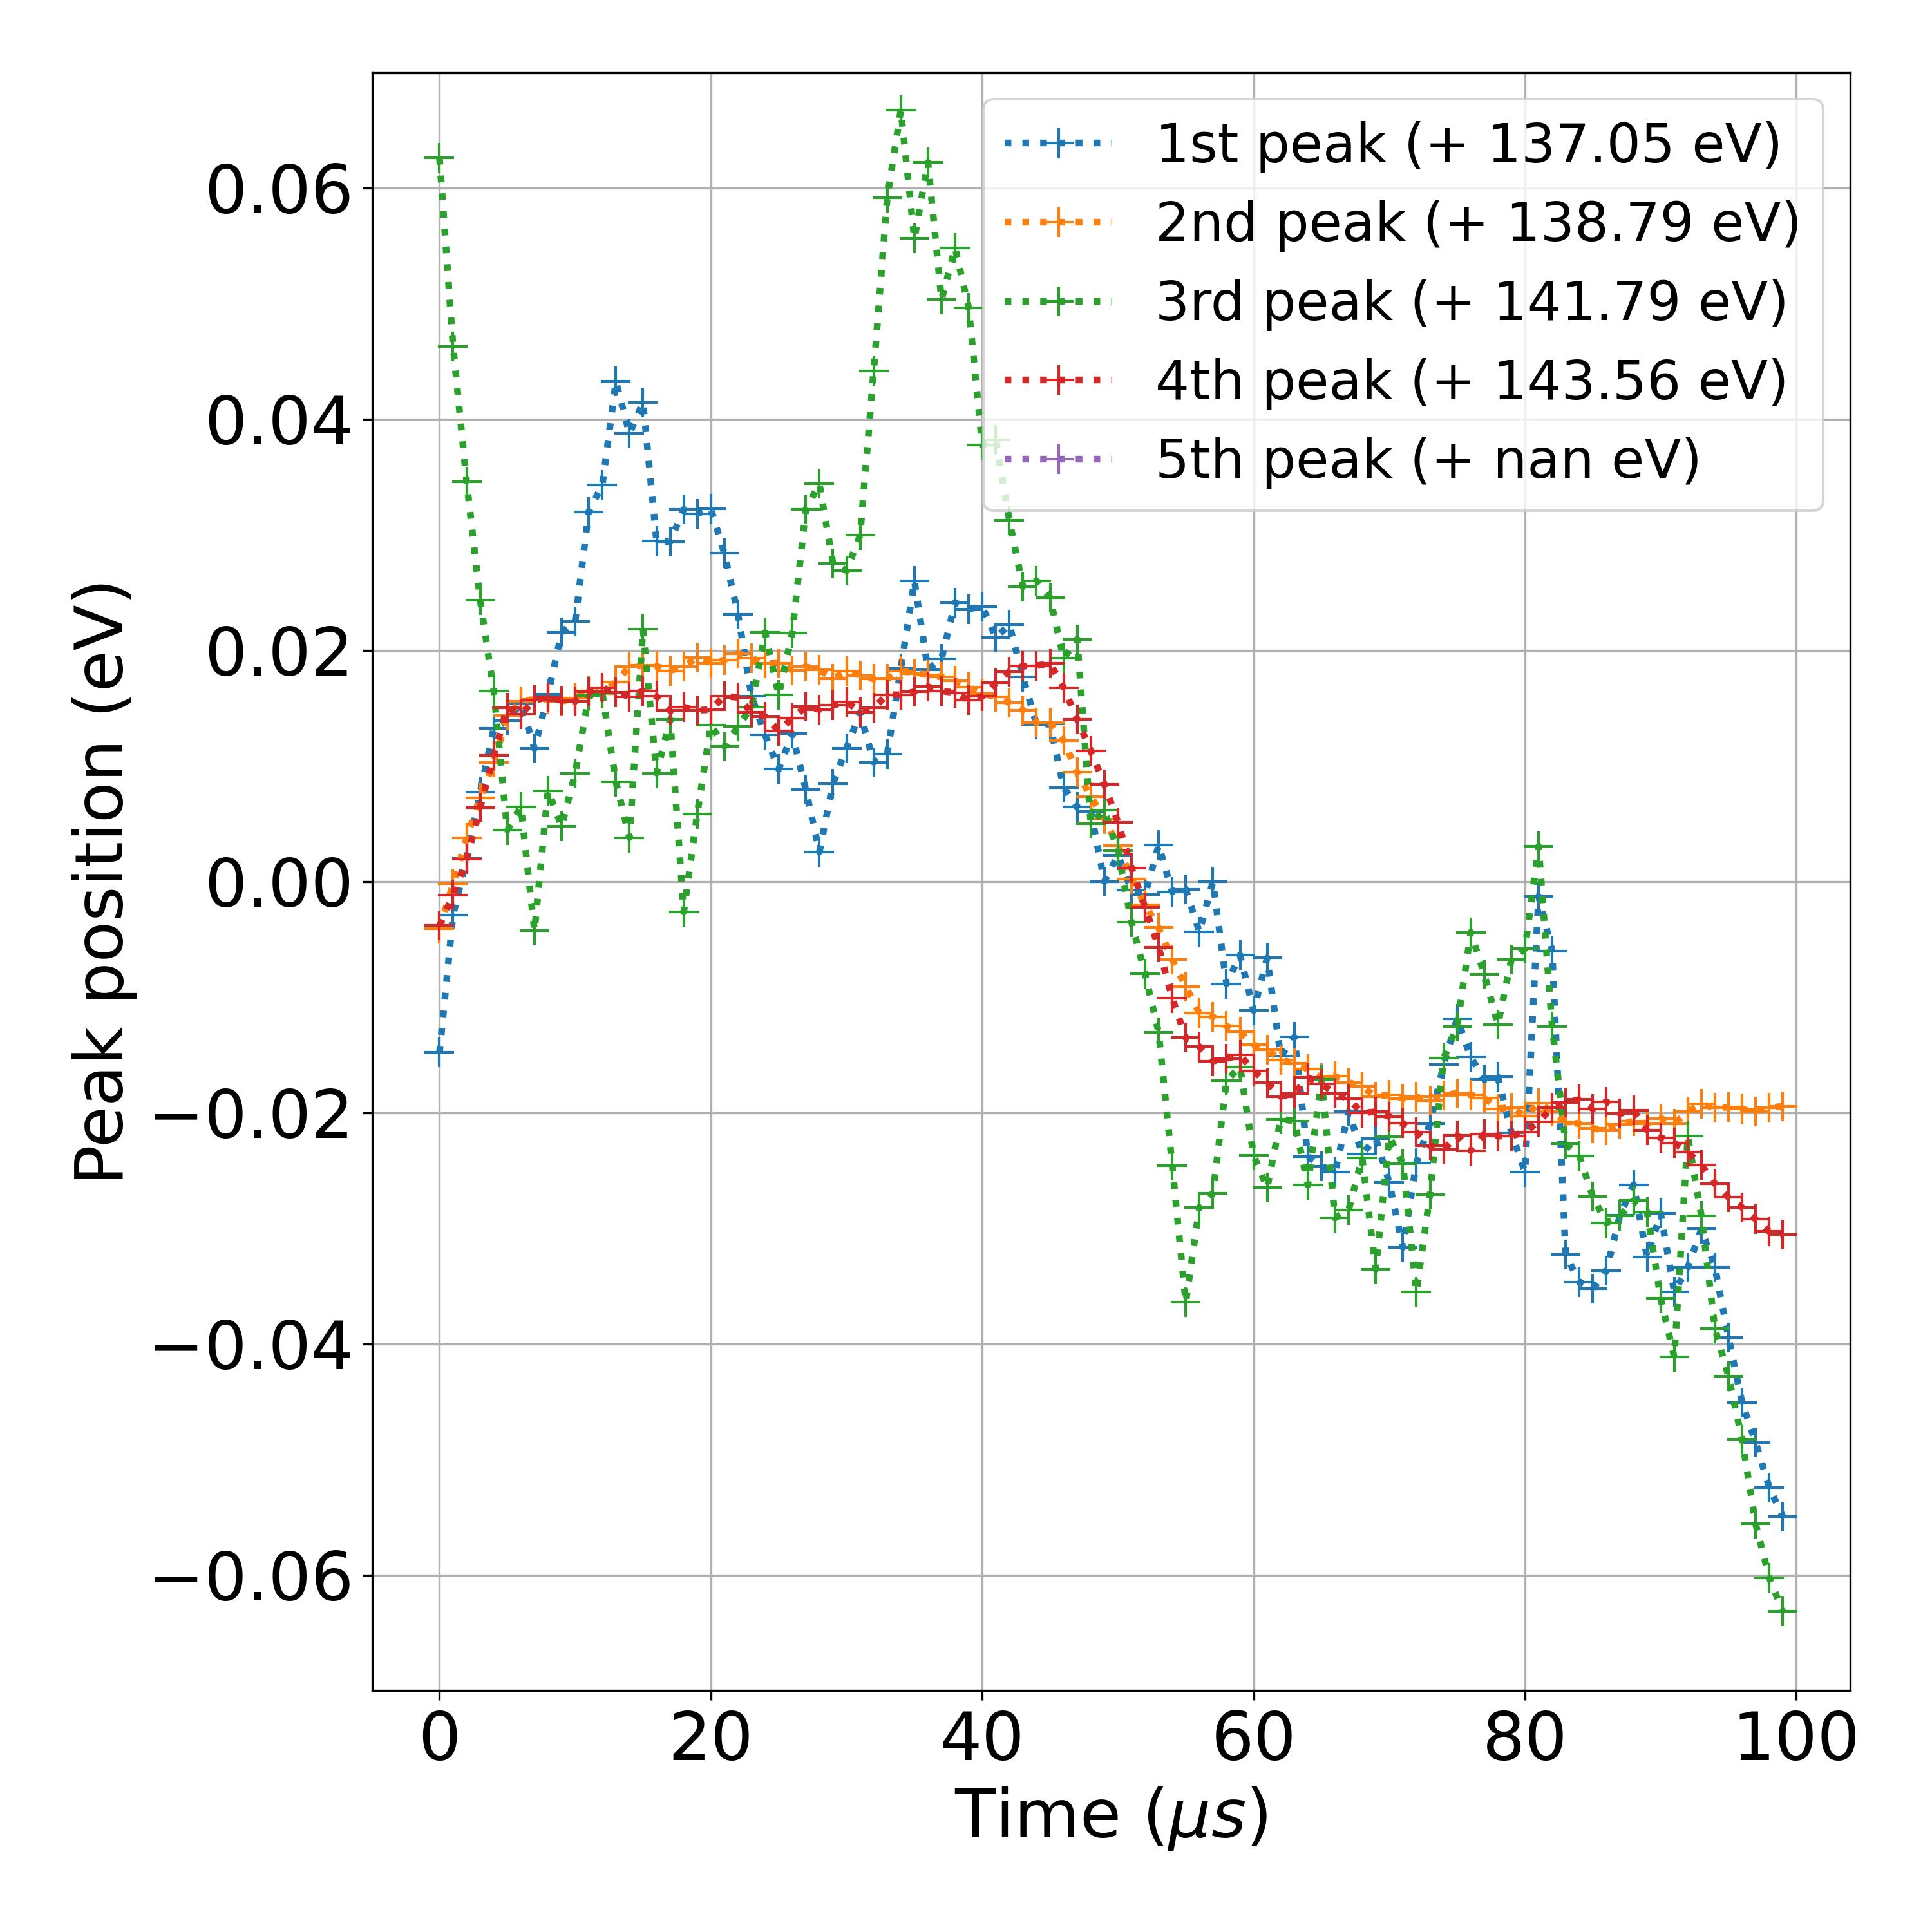 1st peak (+ 137.05 eV)
2nd peak (+ 138.79 eV)
3rd peak (+ 141.79 eV)
4th peak (+ 143.56 eV)
5th peak (+ nan eV)
Peak position (eV)
0.06
0.04
0.02
0.00
−0.02
−0.04
−0.06
0 20 40 60 80 100
Time (μs)